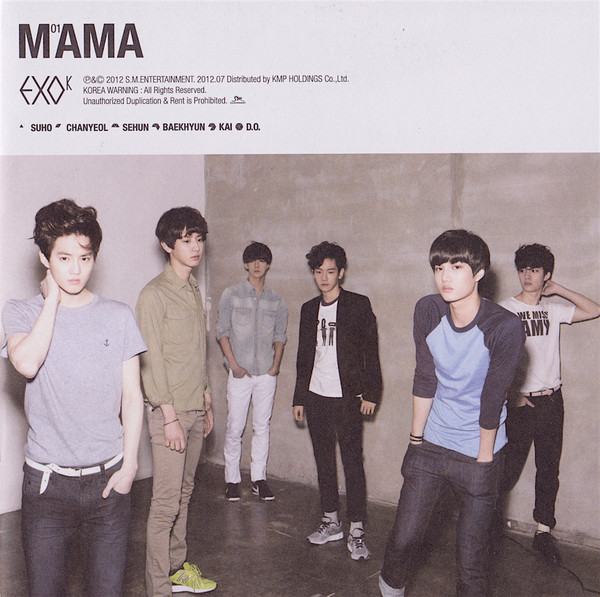 M01AMA
EXOK
℗&© 2012 S.M.ENTERTAINMENT. 2012.07 Distributed by KMP HOLDINGS Co.,Ltd.
KOREA WARNING : All Rights Reserved.
Unauthorized Duplication & Rent is Prohibited.
SUHO CHANYEOL SEHUN BAEKHYUN KAI D.O.
WE MISS
AMY